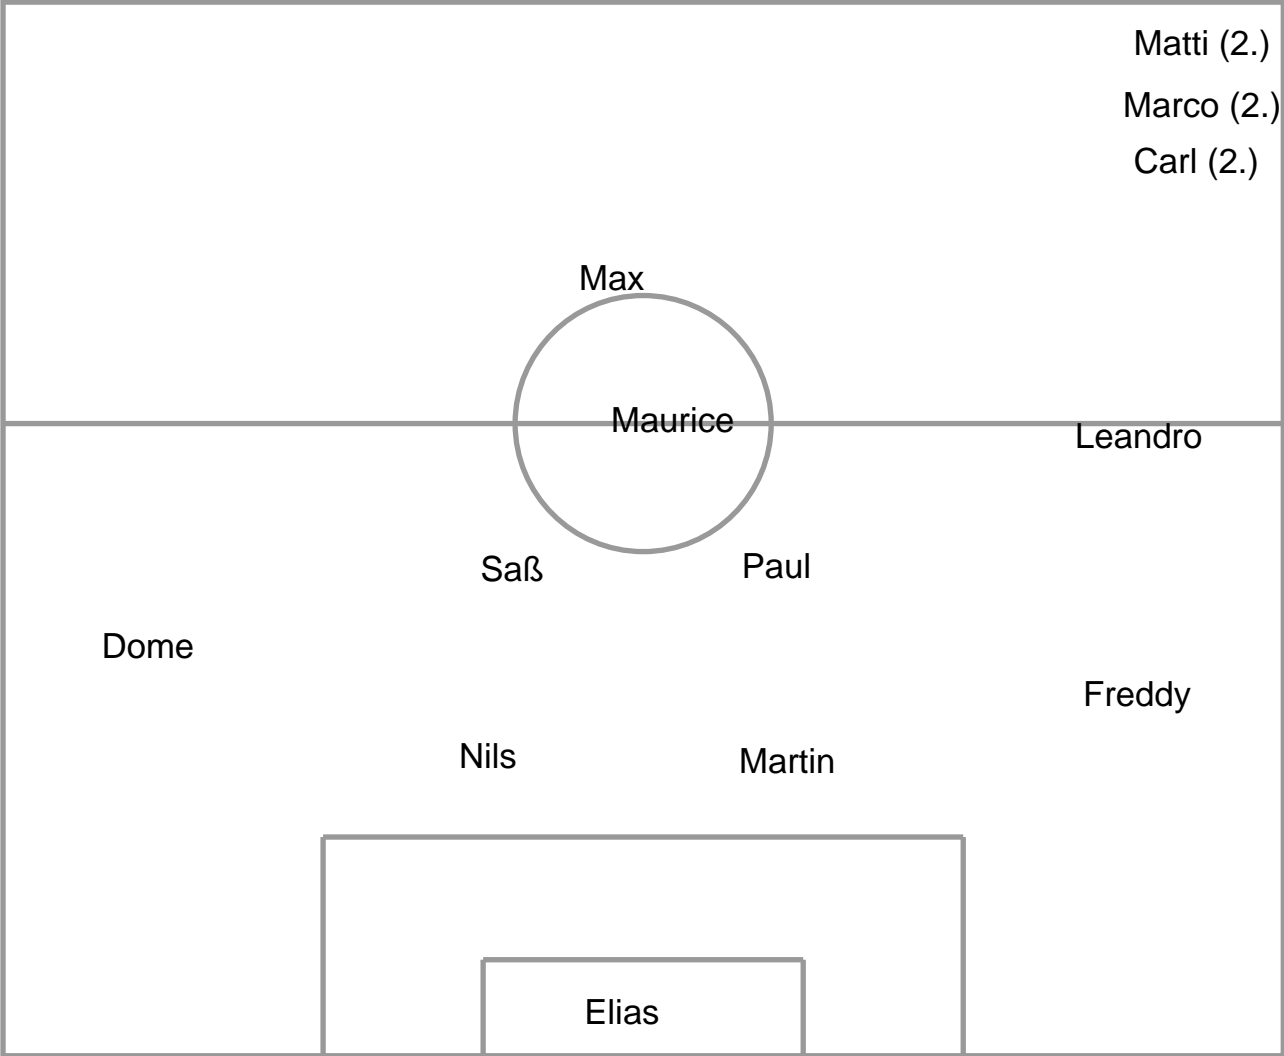 Matti (2.)
Marco (2.)
Carl (2.)
Max
Maurice
Leandro
Saß
Paul
Dome
Freddy
Nils
Martin
Elias